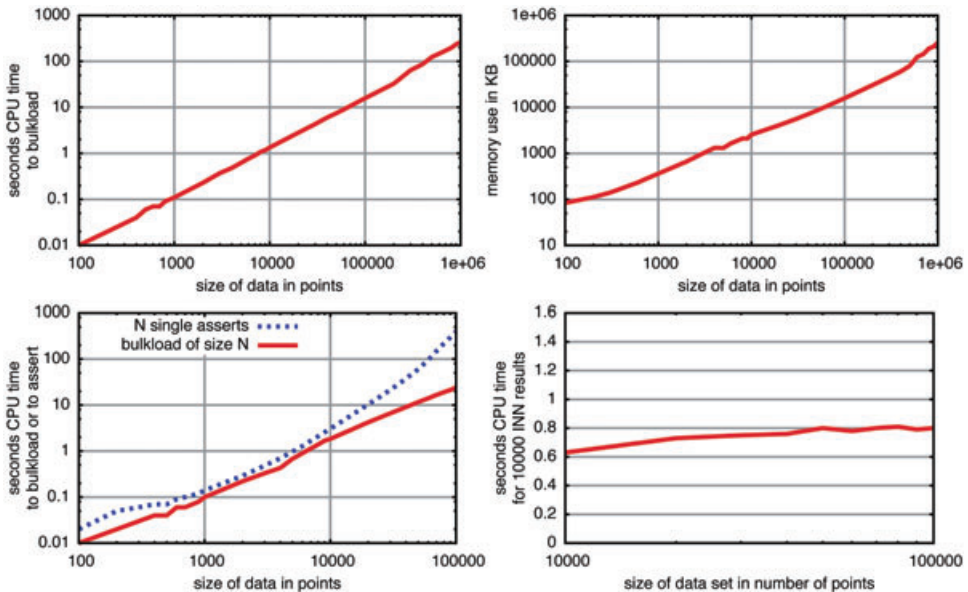 seconds CPU time
to bulkload
1000
100
10
1
0.1
0.01
100
1000
10000
100000
1e+06
size of data in points
memory use in KB
1e+06
100000
10000
1000
100
10
100
1000
10000
100000
1e+06
size of data in points
seconds CPU time
to bulkload or to assert
1000
100
10
1
0.1
0.01
N single asserts
bulkload of size N
100
1000
10000
100000
size of data in points
seconds CPU time
for 10000 INN results
1.6
1.4
1.2
1
0.8
0.6
0.4
0.2
0
10000
100000
size of data set in number of points